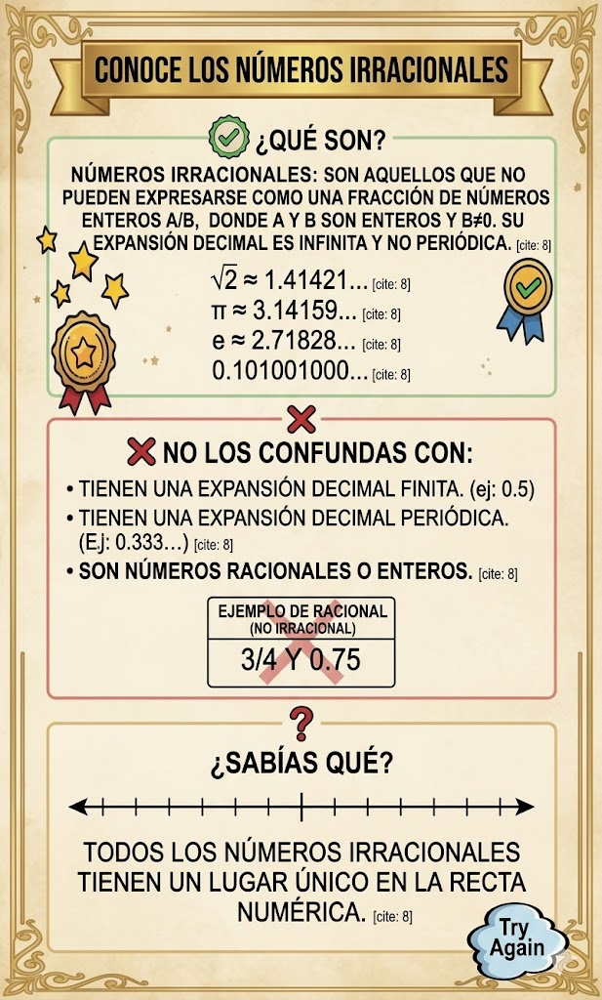 CONOCE LOS NÚMEROS IRRACIONALES
¿QUÉ SON?
NÚMEROS IRRACIONALES: SON AQUELLOS QUE NO
PUEDEN EXPRESARSE COMO UNA FRACCIÓN DE NÚMEROS
ENTEROS A/B, DONDE A Y B SON ENTEROS Y B≠0. SU
EXPANSIÓN DECIMAL ES INFINITA Y NO PERIÓDICA. [cite: 8]
√2 ≈ 1.41421... [cite: 8]
π ≈ 3.14159... [cite: 8]
e ≈ 2.71828... [cite: 8]
0.101001000... [cite: 8]
NO LOS CONFUNDAS CON:
• TIENEN UNA EXPANSIÓN DECIMAL FINITA. (ej: 0.5)
• TIENEN UNA EXPANSIÓN DECIMAL PERIÓDICA.
(Ej: 0.333...) [cite: 8]
• SON NÚMEROS RACIONALES O ENTEROS. [cite: 8]
EJEMPLO DE RACIONAL
(NO IRRACIONAL)
3/4 Y 0.75
?
¿SABÍAS QUÉ?
TODOS LOS NÚMEROS IRRACIONALES
TIENEN UN LUGAR ÚNICO EN LA RECTA
NUMÉRICA. [cite: 8]
Try
Again